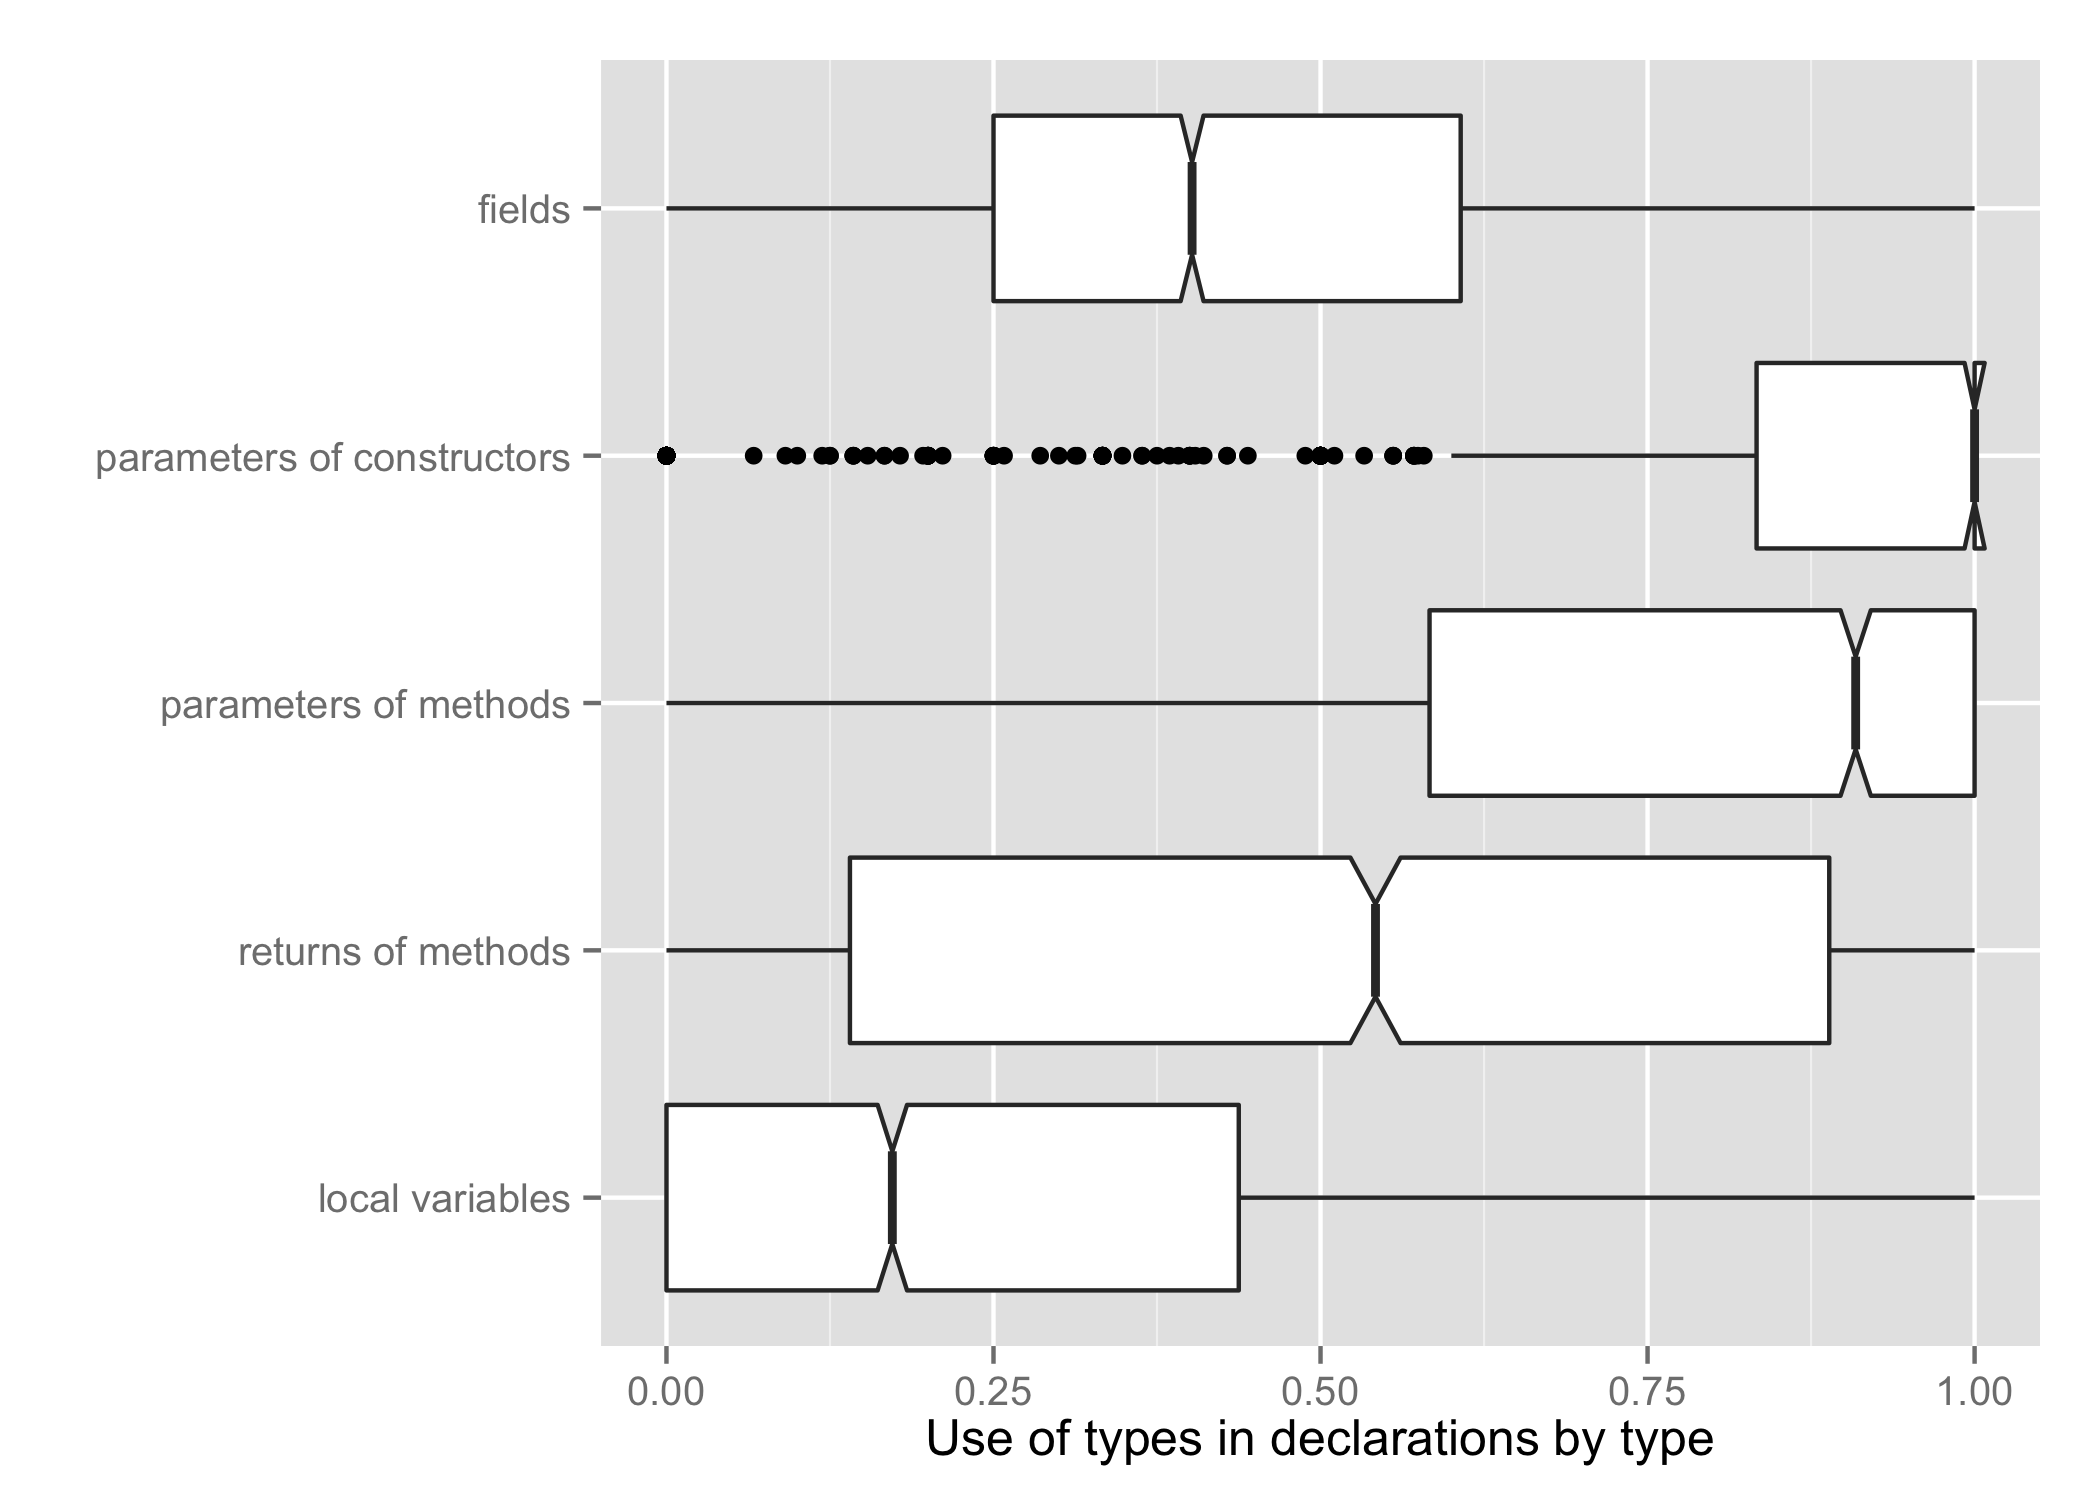 fields
parameters of constructors
parameters of methods
returns of methods
local variables
0.00 0.25 0.50 0.75 1.00
Use of types in declarations by type